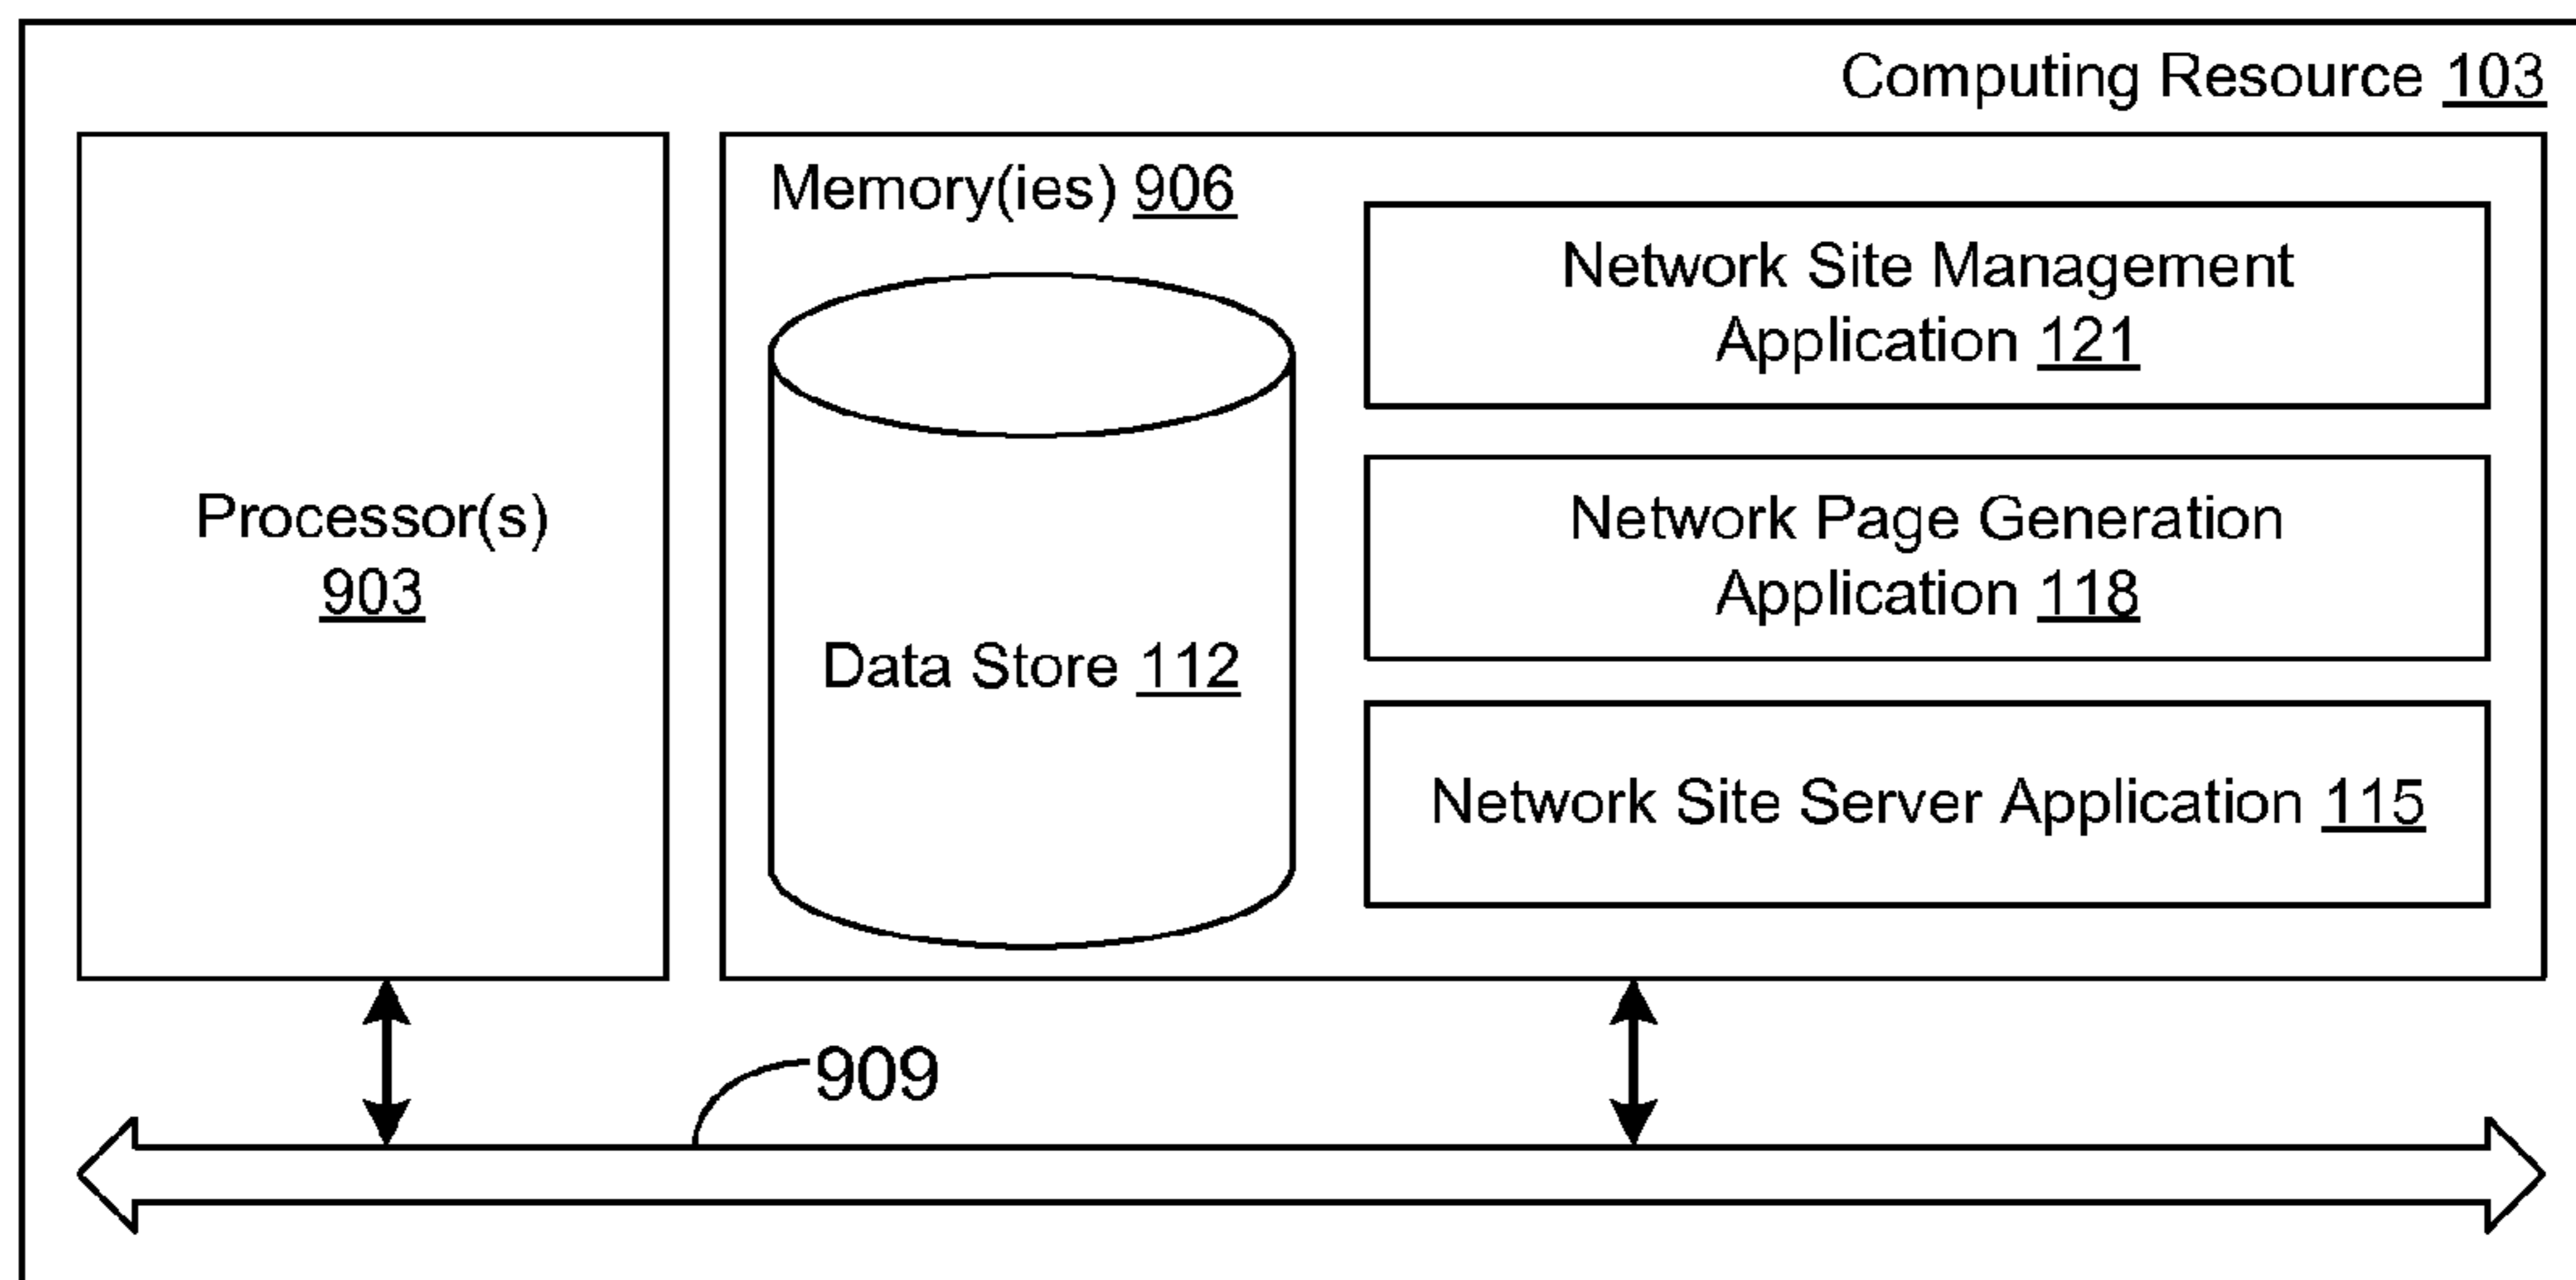 Computing Resource 103
Processor(s)
903
Memory(ies) 906
Data Store 112
Network Site Management
Application 121
Network Page Generation
Application 118
Network Site Server Application 115
909